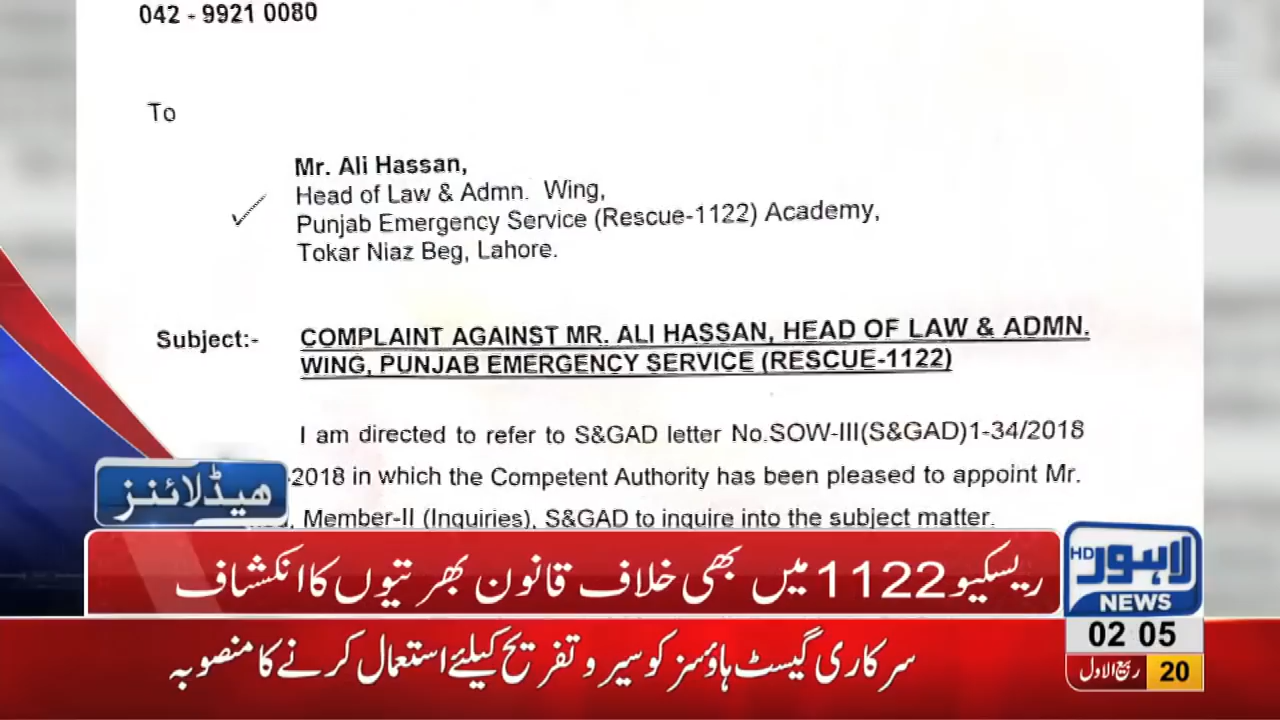 042 - 9921 0080
To
Mr. Ali Hassan,
Head of Law & Admn. Wing,
Punjab Emergency Service (Rescue-1122) Academy,
Tokar Niaz Beg, Lahore.
Subject:- COMPLAINT AGAINST MR. ALI HASSAN, HEAD OF LAW & ADMN.
WING, PUNJAB EMERGENCY SERVICE (RESCUE-1122)
I am directed to refer to S&GAD letter No.SOW-III(S&GAD)1-34/2018
-2018 in which the Competent Authority has been pleased to appoint Mr.
Member-II (Inquiries), S&GAD to inquire into the subject matter.
ہیڈلائنز
ریسکیو 1122 میں بھی خلاف قانون بھرتیوں کا انکشاف
سرکاری گیسٹ ہاؤسز کو سیر و تفریح کیلئے استعمال کرنے کا منصوبہ
لاہور HD
NEWS
02 05
20 ربیع الاول